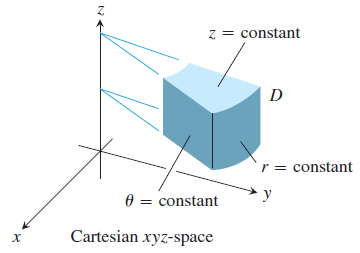 z
z = constant
D
r = constant
θ = constant
y
x
Cartesian xyz-space